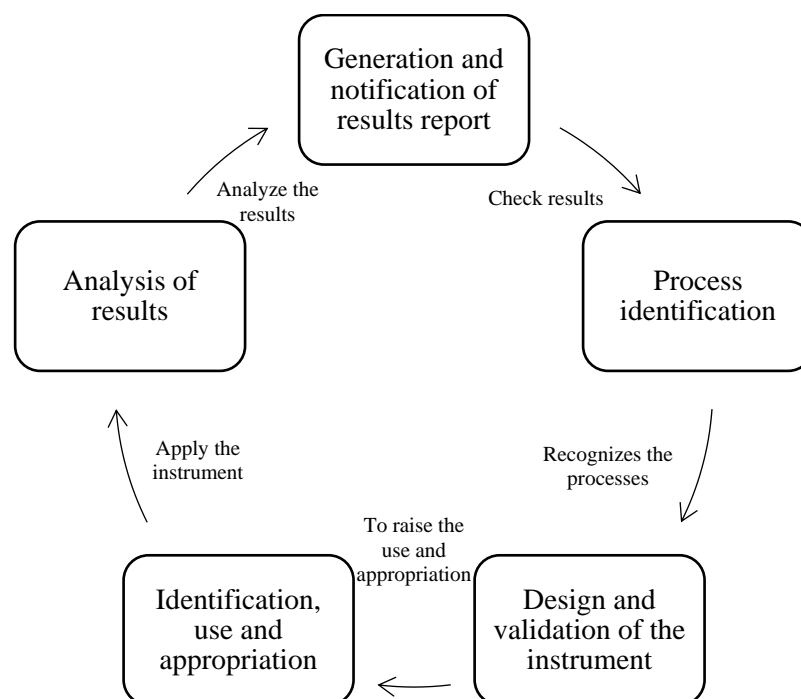 Generation and
notification of
results report
Analyze the
results
Check results
Analysis of
results
Process
identification
Apply the
instrument
Recognizes the
processes
To raise the
use and
appropriation
Identification,
use and
appropriation
Design and
validation of the
instrument